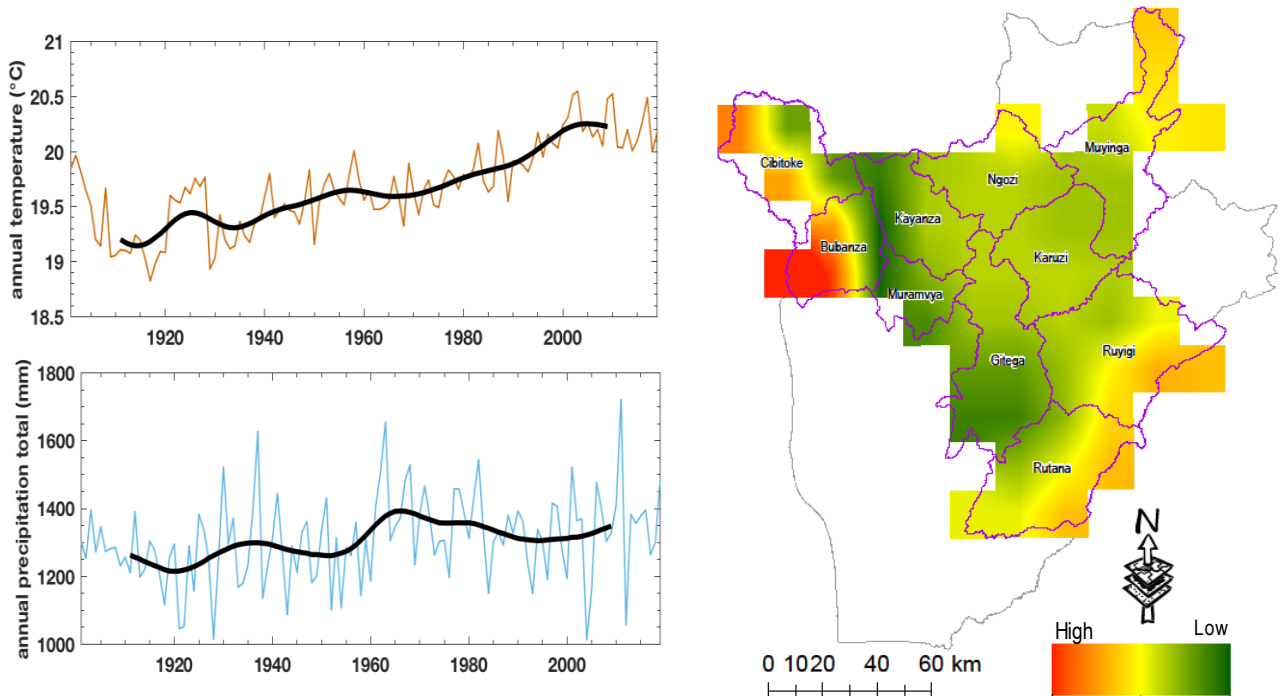 annual temperature (°C)
21
20.5
20
19.5
19
18.5
1920 1940 1960 1980 2000
annual precipitation total (mm)
1800
1600
1400
1200
1000
1920 1940 1960 1980 2000
Cibitoke
Muyinga
Ngozi
Kayanza
Bubanza
Karuzi
Muramvya
Gitega
Ruyigi
Rutana
N
High Low
0 10 20 40 60 km